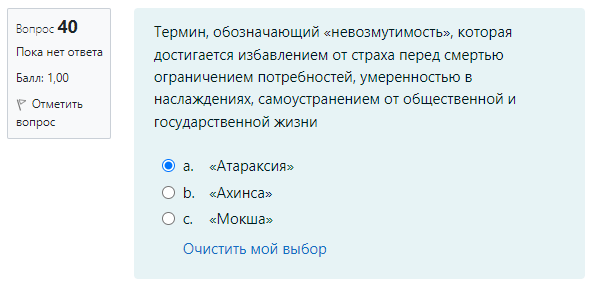 Вопрос 40
Пока нет ответа
Балл: 1,00
Отметить
вопрос
Термин, обозначающий «невозмутимость», которая
достигается избавлением от страха перед смертью
ограничением потребностей, умеренностью в
наслаждениях, самоустранением от общественной и
государственной жизни
a. «Атараксия»
b. «Ахинса»
c. «Мокша»
Очистить мой выбор